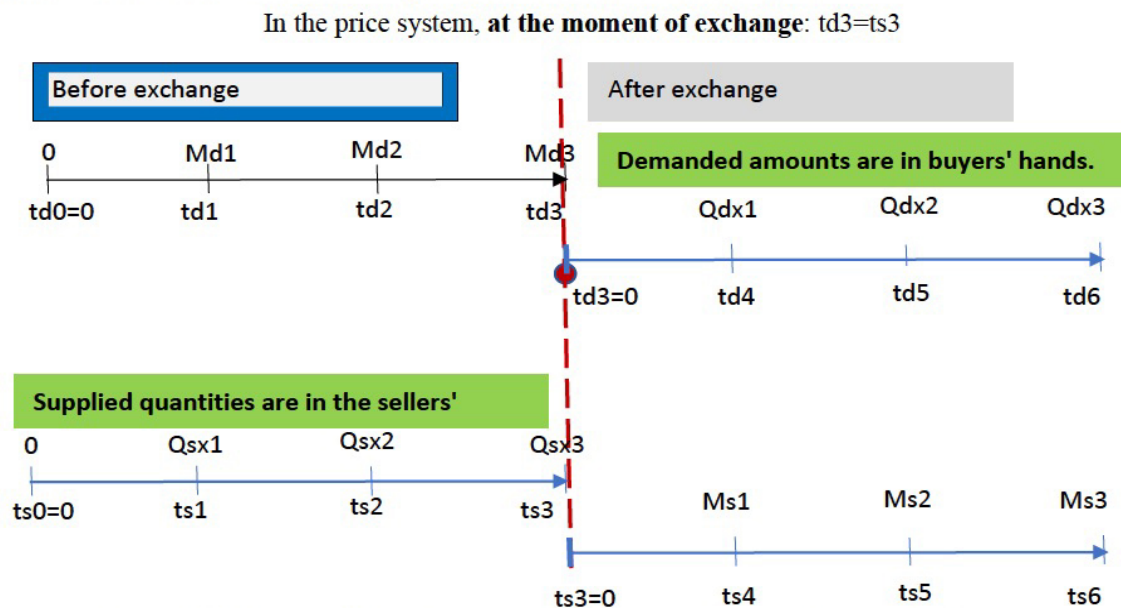 In the price system, at the moment of exchange: td3=ts3
Before exchange
After exchange
0 Md1 Md2 Md3
Demanded amounts are in buyers' hands.
td0=0 td1 td2 td3
Qdx1 Qdx2 Qdx3
td3=0 td4 td5 td6
Supplied quantities are in the sellers'
0 Qsx1 Qsx2 Qsx3
ts0=0 ts1 ts2 ts3
Ms1 Ms2 Ms3
ts3=0 ts4 ts5 ts6